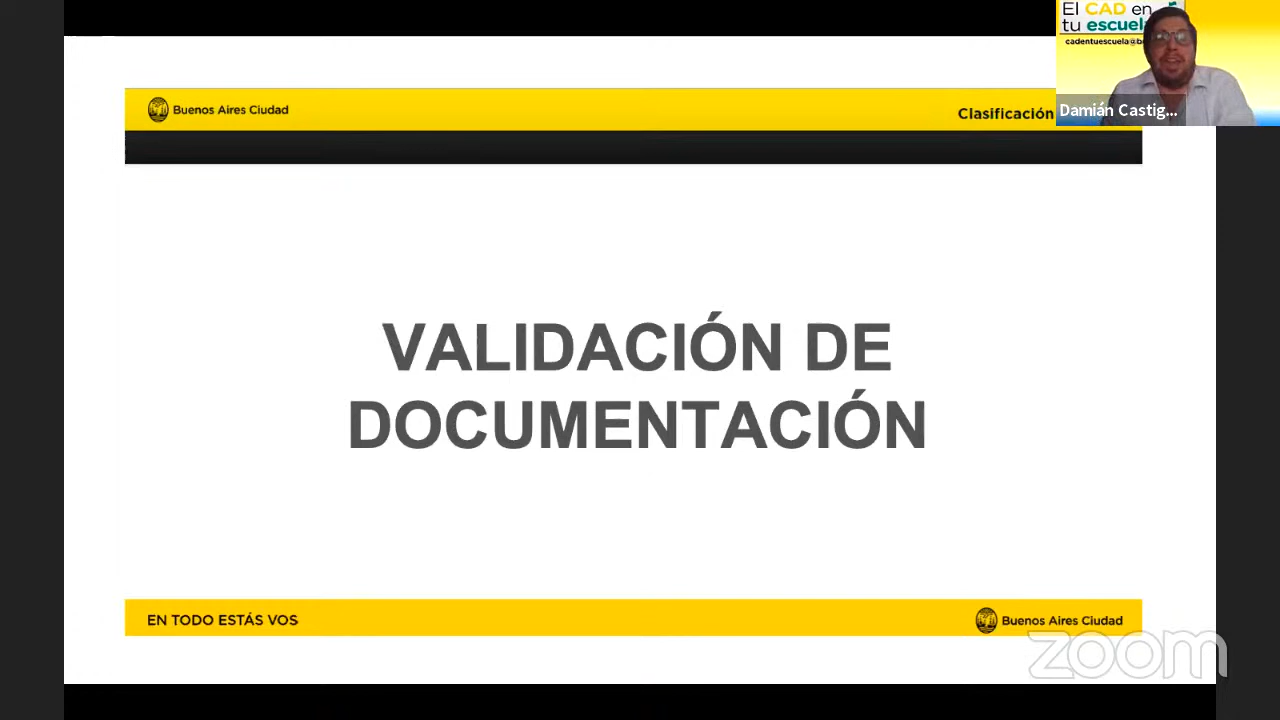 El CAD en
tu escuela
cadentuescuela@b
Damián Castig...
Buenos Aires Ciudad
Clasificación
VALIDACIÓN DE
DOCUMENTACIÓN
EN TODO ESTÁS VOS
Buenos Aires Ciudad
zoom